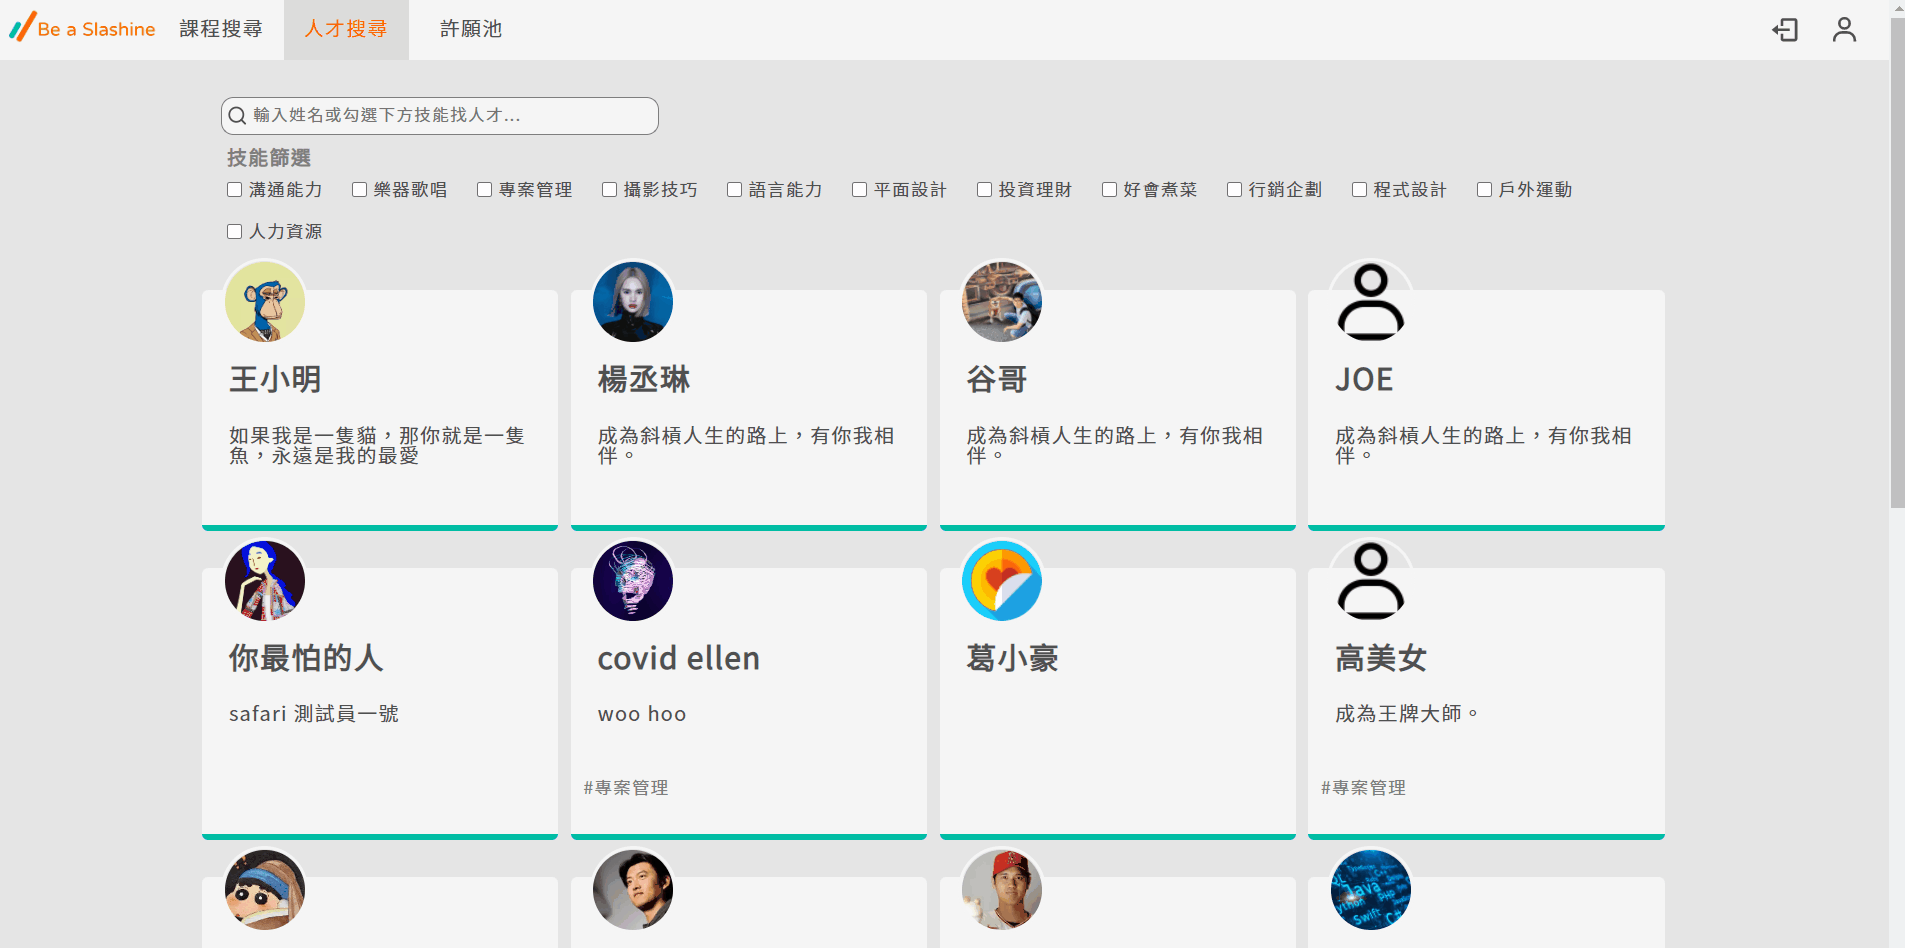 Be a Slashine 課程搜尋 人才搜尋 許願池
輸入姓名或勾選下方技能找人才...
技能篩選
溝通能力 樂器歌唱 專案管理 攝影技巧 語言能力 平面設計 投資理財 好會煮菜 行銷企劃 程式設計 戶外運動
人力資源
王小明
如果我是一隻貓，那你就是一隻
魚，永遠是我的最愛
楊丞琳
成為斜槓人生的路上，有你我相
伴。
谷哥
成為斜槓人生的路上，有你我相
伴。
JOE
成為斜槓人生的路上，有你我相
伴。
你最怕的人
safari 測試員一號
covid ellen
woo hoo
#專案管理
葛小豪
高美女
成為王牌大師。
#專案管理
Java
PHP
Swift
C#